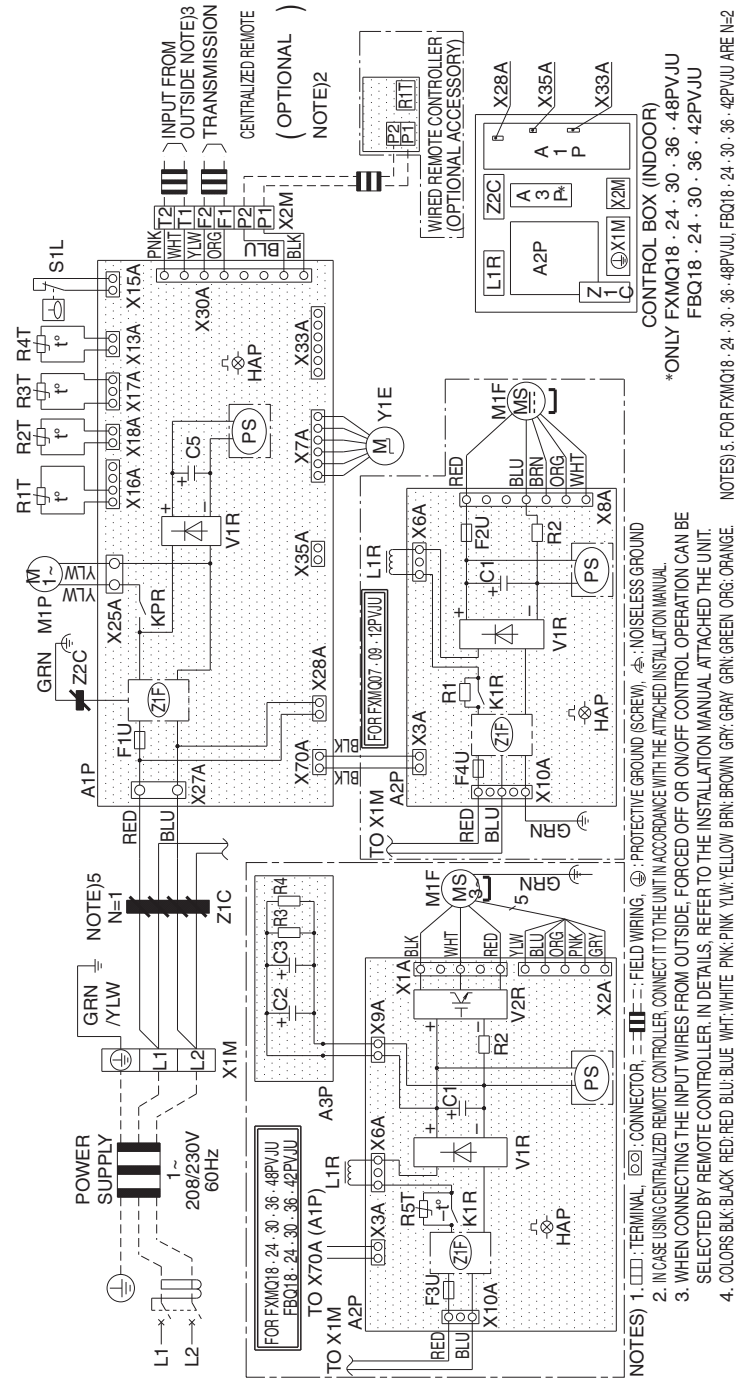 POWER
SUPPLY
1~
208/230V
60Hz
L1
L2
GRN
/YLW
L1
L2
X1M
NOTE)5
N=1
Z1C
RED
BLU
A1P
X27A
F1U
Z1F
GRN
Z2C
M1P
M
1~
YLW
YLW
X25A
KPR
X70A
X28A
X35A
V1R
C5
+
+
−
PS
HAP
R1T
t°
X16A
R2T
t°
X18A
R3T
t°
X17A
R4T
t°
X13A
S1L
X15A
X30A
X33A
X7A
M
Y1E
PNK
WHT
YLW
ORG
BLU
BLK
T2
T1
F2
F1
P2
P1
X2M
INPUT FROM
OUTSIDE NOTE)3
TRANSMISSION
CENTRALIZED REMOTE
(OPTIONAL
NOTE)2
P2
P1
R1T
WIRED REMOTE CONTROLLER
(OPTIONAL ACCESSORY)
BLK
BLK
FOR FXMQ18 · 24 · 30 · 36 · 48PVJU
FBQ18 · 24 · 30 · 36 · 42PVJU
TO X70A (A1P)
TO X1M
A2P
X3A
L1R
X6A
A3P
C2
+
C3
+
R3
R4
X9A
X1A
BLK
WHT
RED
M1F
MS
3~
GRN
5
YLW
BLU
ORG
PNK
GRY
X2A
RED
BLU
X10A
F3U
Z1F
R5T
-t°
K1R
V1R
+
−
C1
+
R2
V2R
+
−
HAP
PS
FOR FXMQ07 · 09 · 12PVJU
TO X1M
A2P
X3A
L1R
X6A
RED
BLU
GRN
X10A
F4U
Z1F
R1
K1R
V1R
+
−
C1
+
F2U
R2
HAP
PS
X8A
RED
BLU
BRN
ORG
WHT
M1F
MS
L1R
Z2C
A2P
A
3
P*
A
1
P
Z
1
C
X1M
X2M
X28A
X35A
X33A
CONTROL BOX (INDOOR)
*ONLY FXMQ18 · 24 · 30 · 36 · 48PVJU
FBQ18 · 24 · 30 · 36 · 42PVJU
NOTES) 1. : TERMINAL, : CONNECTOR, : FIELD WIRING, : PROTECTIVE GROUND (SCREW), : NOISELESS GROUND
2. IN CASE USING CENTRALIZED REMOTE CONTROLLER, CONNECT IT TO THE UNIT IN ACCORDANCE WITH THE ATTACHED INSTALLATION MANUAL.
3. WHEN CONNECTING THE INPUT WIRES FROM OUTSIDE, FORCED OFF OR ON/OFF CONTROL OPERATION CAN BE
SELECTED BY REMOTE CONTROLLER. IN DETAILS, REFER TO THE INSTALLATION MANUAL ATTACHED THE UNIT.
4. COLORS BLK: BLACK RED: RED BLU: BLUE WHT: WHITE PNK: PINK YLW: YELLOW BRN: BROWN GRY: GRAY GRN: GREEN ORG: ORANGE.
NOTES) 5. FOR FXMQ18 · 24 · 30 · 36 · 48PVJU, FBQ18 · 24 · 30 · 36 · 42PVJU ARE N=2